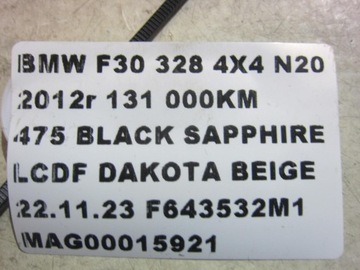 BMW F30 328 4X4 N20
2012r 131 000KM
475 BLACK SAPPHIRE
LCDF DAKOTA BEIGE
22.11.23 F643532M1
MAG00015921